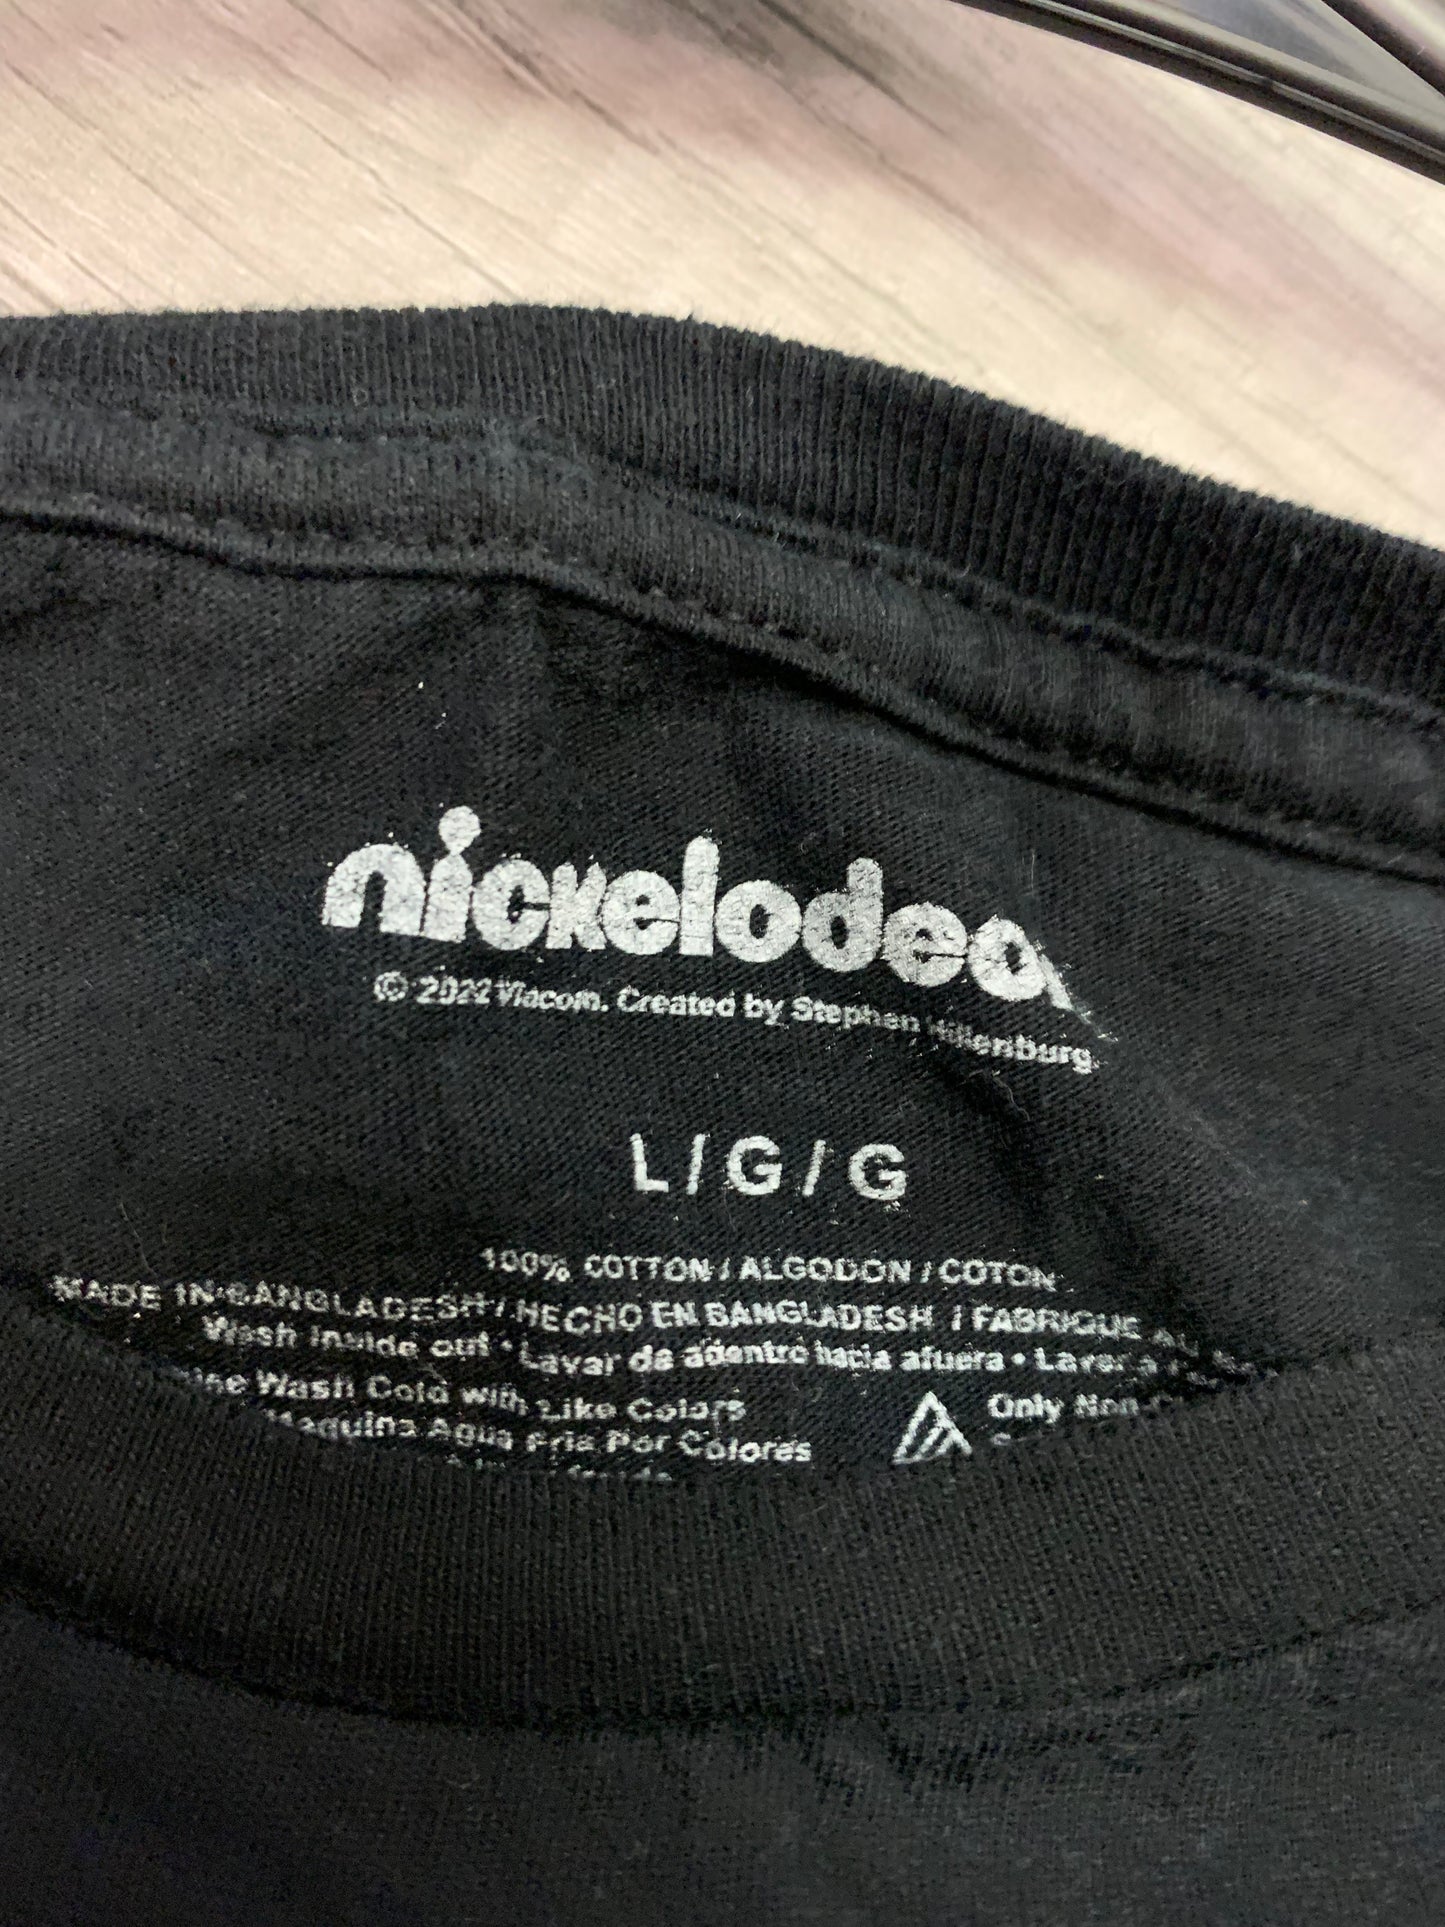 nickelodeon
© 2022 Viacom. Created by Stephen Hillenburg
L / G / G
100% COTTON / ALGODON / COTON
MADE IN BANGLADESH / HECHO EN BANGLADESH / FABRIQUE AU
Wash inside out • Lavar de adentro hacia afuera • Laver
Wash Cold with Like Colors
Maquina Agua Fria Por Colores
Only Non